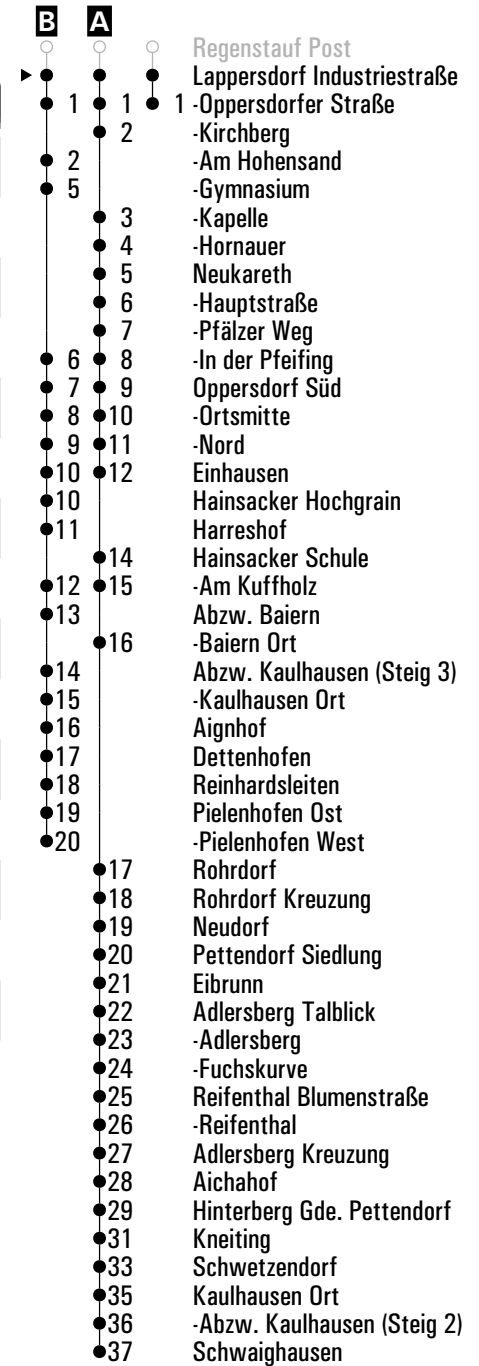 B A
Regenstauf Post
Lappersdorf Industriestraße
1 1 1 -Oppersdorfer Straße
2 -Kirchberg
2 -Am Hohensand
5 -Gymnasium
3 -Kapelle
4 -Hornauer
5 Neukareth
6 -Hauptstraße
7 -Pfälzer Weg
6 8 -In der Pfeifing
7 9 Oppersdorf Süd
8 10 -Ortsmitte
9 11 -Nord
10 12 Einhausen
10 Hainsacker Hochgrain
11 Harreshof
14 Hainsacker Schule
12 15 -Am Kuffholz
13 Abzw. Baiern
16 -Baiern Ort
14 Abzw. Kaulhausen (Steig 3)
15 -Kaulhausen Ort
16 Aignhof
17 Dettenhofen
18 Reinhardsleiten
19 Pielenhofen Ost
20 -Pielenhofen West
17 Rohrdorf
18 Rohrdorf Kreuzung
19 Neudorf
20 Pettendorf Siedlung
21 Eibrunn
22 Adlersberg Talblick
23 -Adlersberg
24 -Fuchskurve
25 Reifenthal Blumenstraße
26 -Reifenthal
27 Adlersberg Kreuzung
28 Aichahof
29 Hinterberg Gde. Pettendorf
31 Kneiting
33 Schwetzendorf
35 Kaulhausen Ort
36 -Abzw. Kaulhausen (Steig 2)
37 Schwaighausen